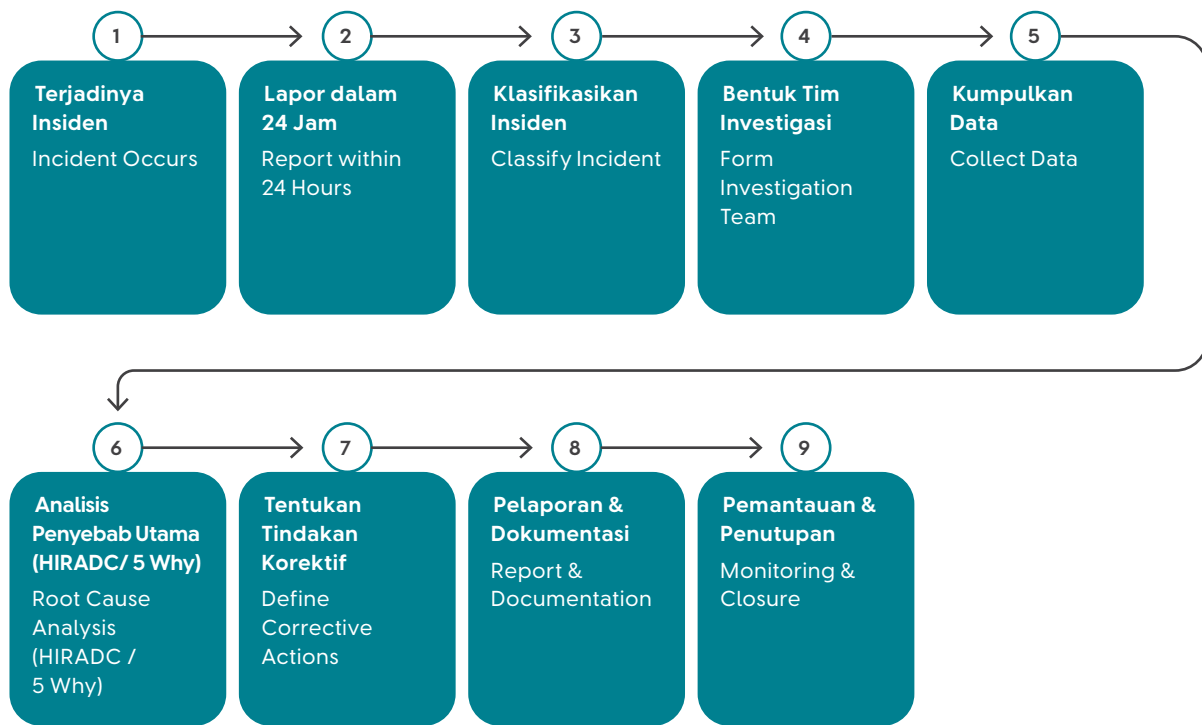 1
Terjadinya
Insiden
Incident Occurs
2
Lapor dalam
24 Jam
Report within
24 Hours
3
Klasifikasikan
Insiden
Classify Incident
4
Bentuk Tim
Investigasi
Form
Investigation
Team
5
Kumpulkan
Data
Collect Data
6
Analisis
Penyebab Utama
(HIRADC/ 5 Why)
Root Cause
Analysis
(HIRADC /
5 Why)
7
Tentukan
Tindakan
Korektif
Define
Corrective
Actions
8
Pelaporan &
Dokumentasi
Report &
Documentation
9
Pemantauan &
Penutupan
Monitoring &
Closure